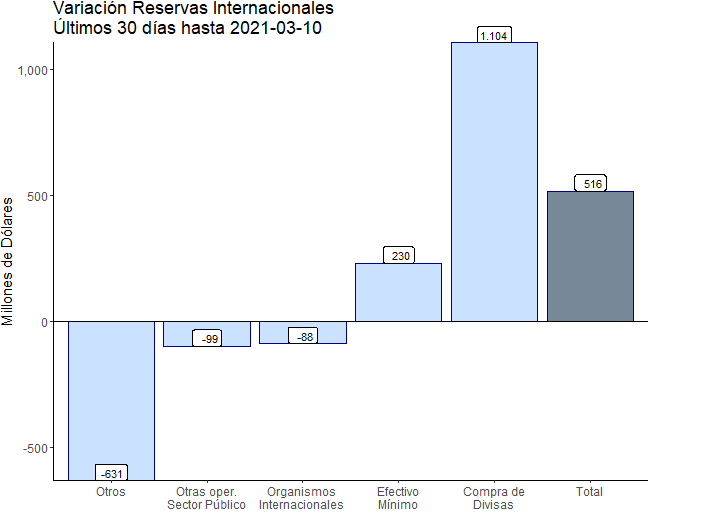 Variación Reservas Internacionales
Últimos 30 días hasta 2021-03-10
Millones de Dólares
1,000
500
0
-500
-631
-99
-88
230
1.104
516
Otros
Otras oper.
Sector Público
Organismos
Internacionales
Efectivo
Mínimo
Compra de
Divisas
Total